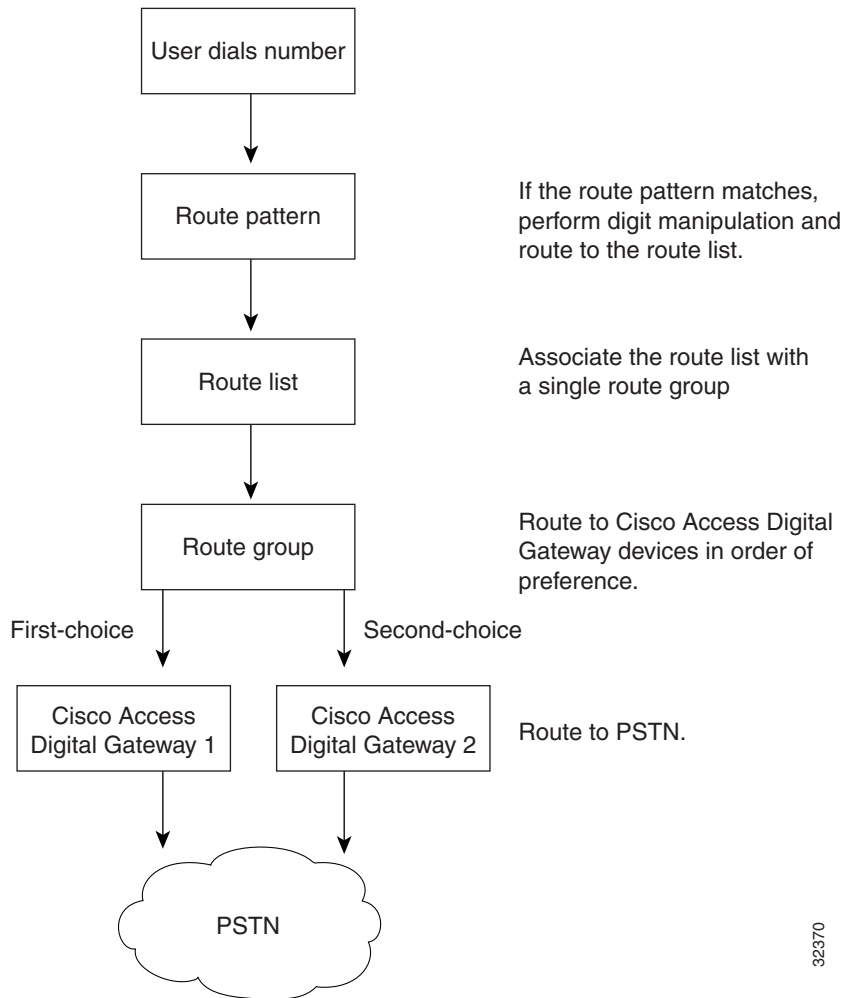 User dials number
Route pattern
If the route pattern matches,
perform digit manipulation and
route to the route list.
Route list
Associate the route list with
a single route group
Route group
Route to Cisco Access Digital
Gateway devices in order of
preference.
First-choice
Second-choice
Cisco Access
Digital Gateway 1
Cisco Access
Digital Gateway 2
Route to PSTN.
PSTN
32370